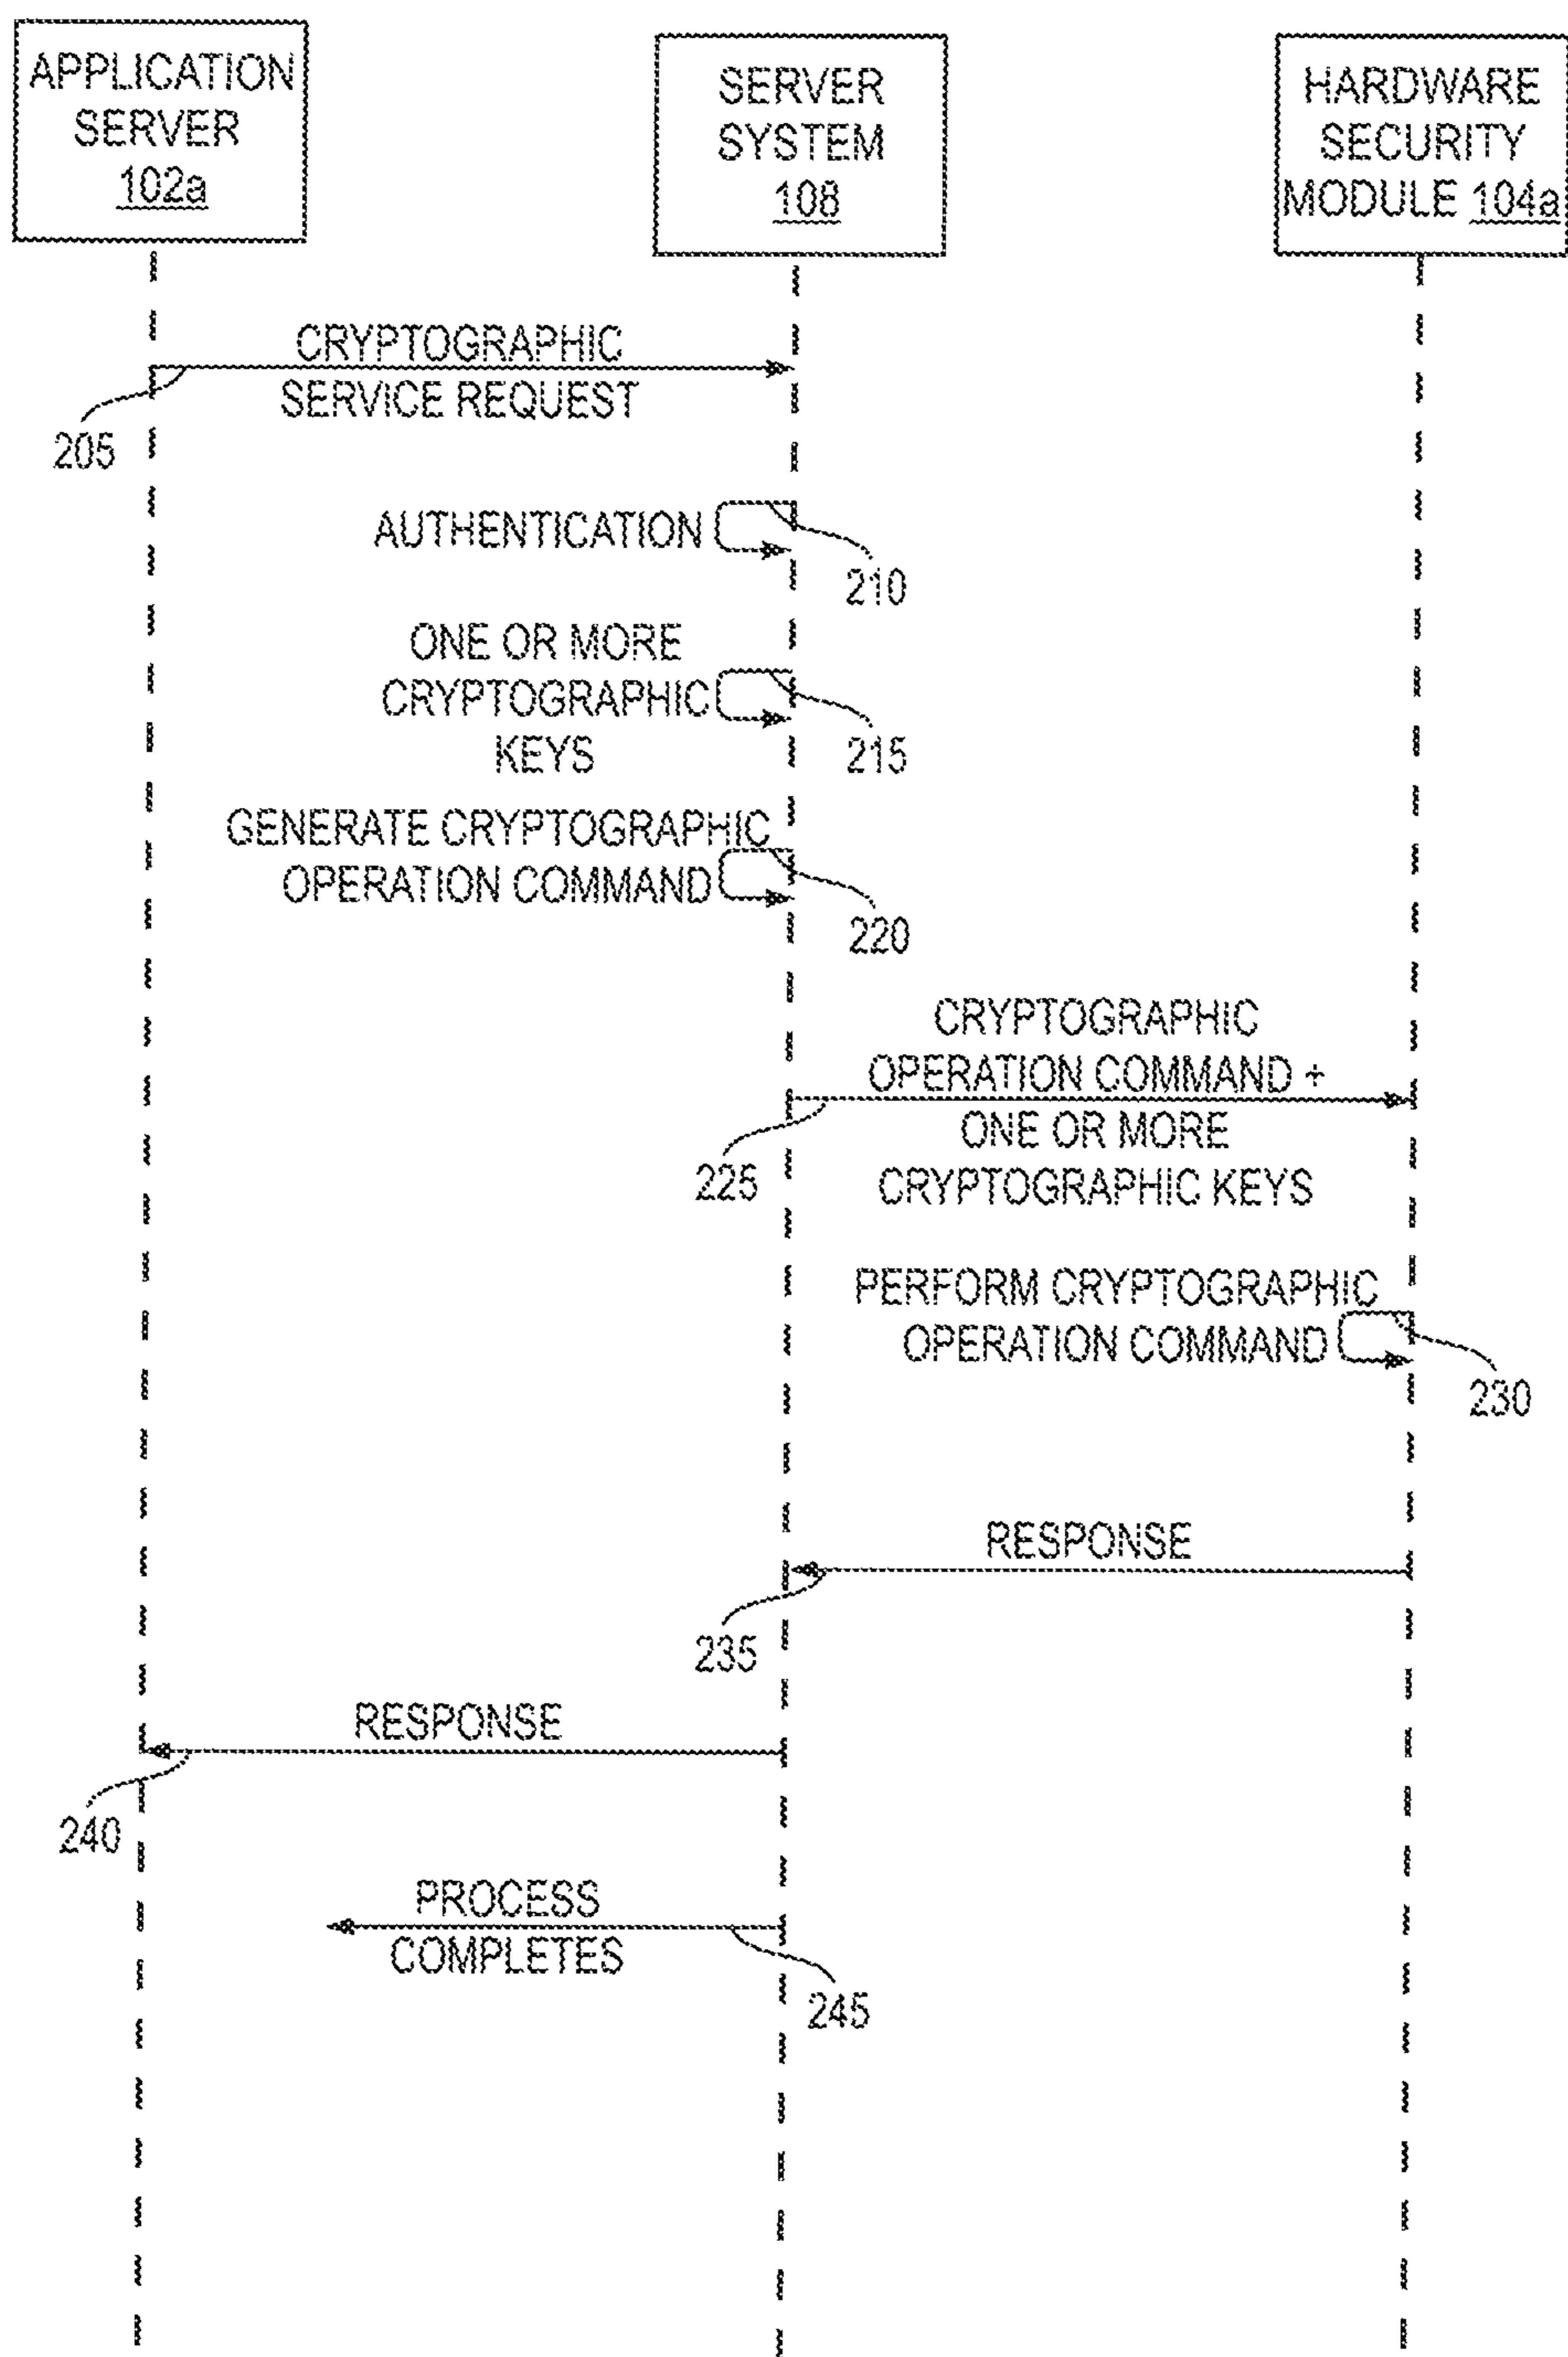 APPLICATION
SERVER
102a
SERVER
SYSTEM
108
HARDWARE
SECURITY
MODULE 104a
CRYPTOGRAPHIC
SERVICE REQUEST
205
AUTHENTICATION
210
ONE OR MORE
CRYPTOGRAPHIC
KEYS
215
GENERATE CRYPTOGRAPHIC
OPERATION COMMAND
220
CRYPTOGRAPHIC
OPERATION COMMAND +
ONE OR MORE
CRYPTOGRAPHIC KEYS
225
PERFORM CRYPTOGRAPHIC
OPERATION COMMAND
230
RESPONSE
235
RESPONSE
240
PROCESS
COMPLETES
245